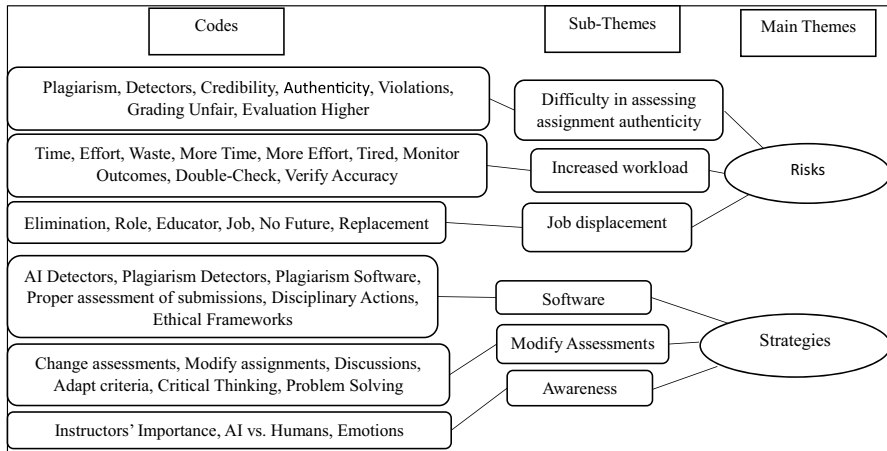 Codes
Sub-Themes
Main Themes
Plagiarism, Detectors, Credibility, Authenticity, Violations,
Grading Unfair, Evaluation Higher
Difficulty in assessing
assignment authenticity
Time, Effort, Waste, More Time, More Effort, Tired, Monitor
Outcomes, Double-Check, Verify Accuracy
Increased workload
Risks
Elimination, Role, Educator, Job, No Future, Replacement
Job displacement
AI Detectors, Plagiarism Detectors, Plagiarism Software,
Proper assessment of submissions, Disciplinary Actions,
Ethical Frameworks
Software
Change assessments, Modify assignments, Discussions,
Adapt criteria, Critical Thinking, Problem Solving
Modify Assessments
Strategies
Awareness
Instructors’ Importance, AI vs. Humans, Emotions